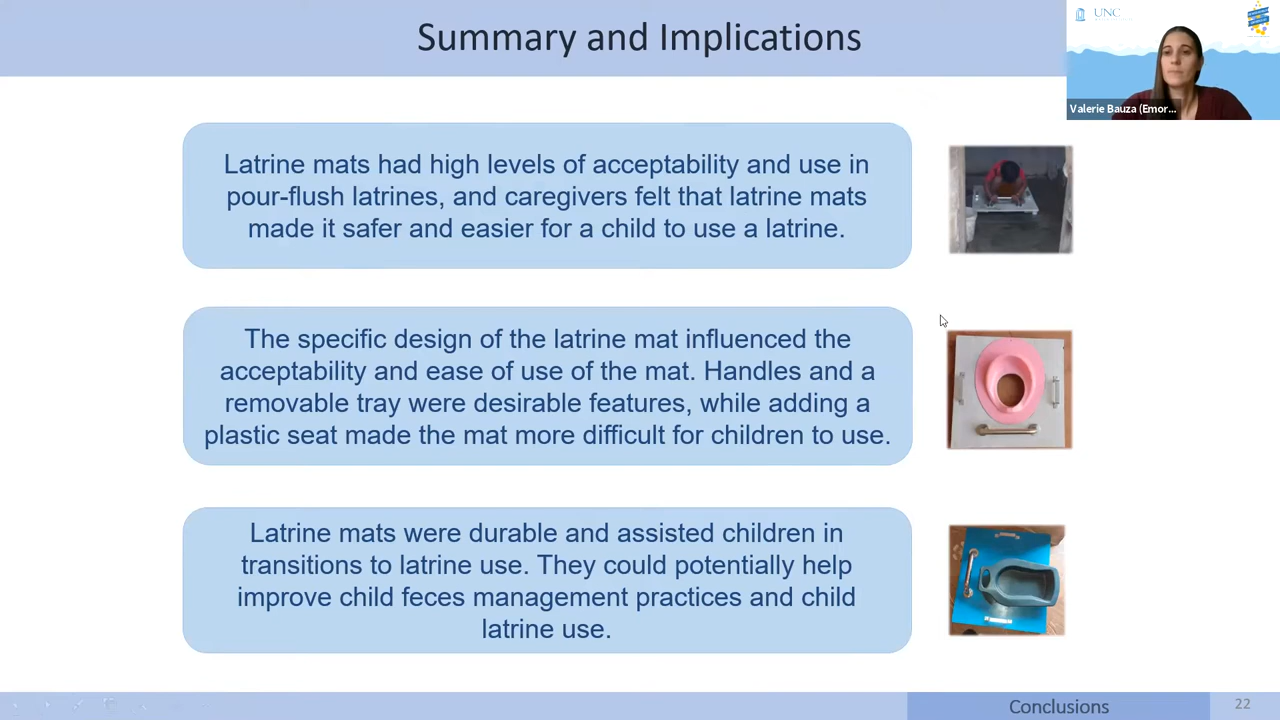 Summary and Implications
UNC
Valerie Bauza (Emor...
Latrine mats had high levels of acceptability and use in
pour-flush latrines, and caregivers felt that latrine mats
made it safer and easier for a child to use a latrine.
The specific design of the latrine mat influenced the
acceptability and ease of use of the mat. Handles and a
removable tray were desirable features, while adding a
plastic seat made the mat more difficult for children to use.
Latrine mats were durable and assisted children in
transitions to latrine use. They could potentially help
improve child feces management practices and child
latrine use.
Conclusions
22